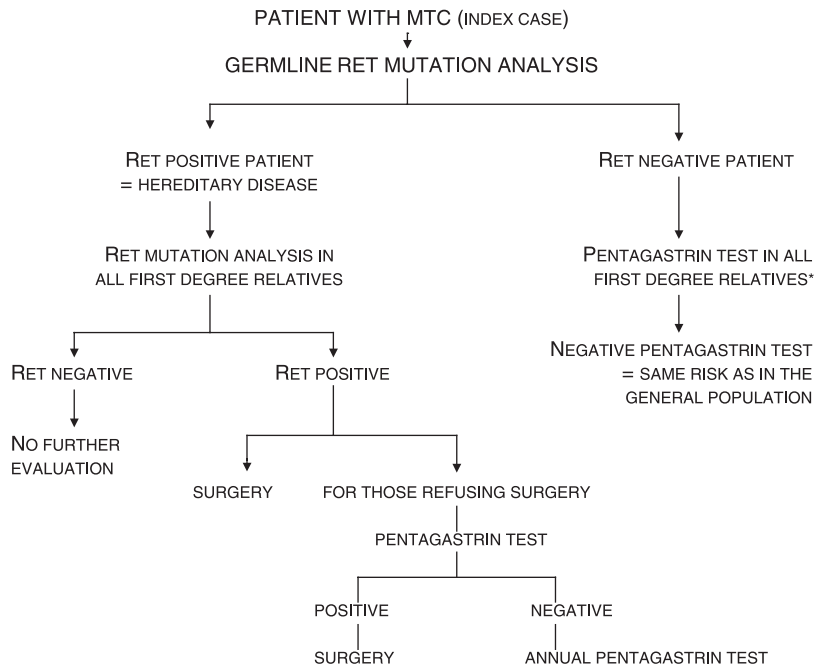 PATIENT WITH MTC (INDEX CASE)
GERMLINE RET MUTATION ANALYSIS
RET POSITIVE PATIENT
= HEREDITARY DISEASE
RET NEGATIVE PATIENT
RET MUTATION ANALYSIS IN
ALL FIRST DEGREE RELATIVES
PENTAGASTRIN TEST IN ALL
FIRST DEGREE RELATIVES*
RET NEGATIVE
RET POSITIVE
NEGATIVE PENTAGASTRIN TEST
= SAME RISK AS IN THE
GENERAL POPULATION
NO FURTHER
EVALUATION
SURGERY
FOR THOSE REFUSING SURGERY
PENTAGASTRIN TEST
POSITIVE
NEGATIVE
SURGERY
ANNUAL PENTAGASTRIN TEST